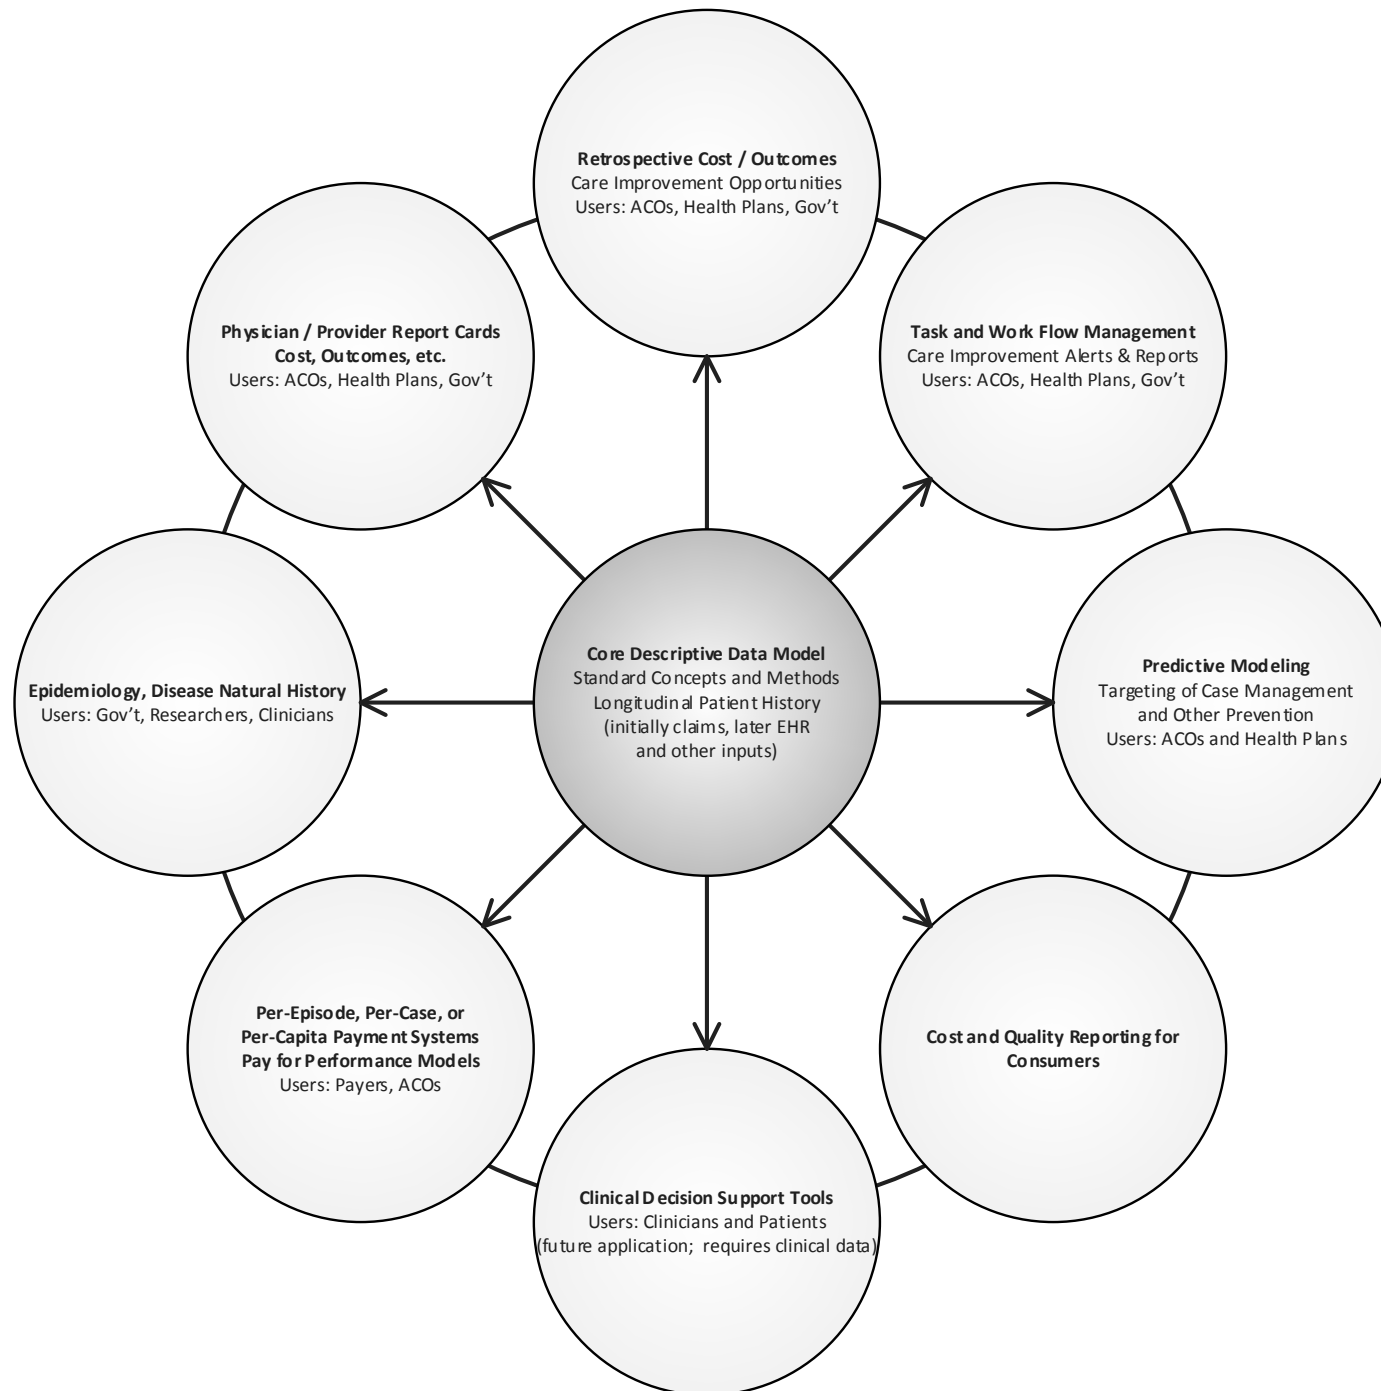 Retrospective Cost / Outcomes
Care Improvement Opportunities
Users: ACOs, Health Plans, Gov’t
Physician / Provider Report Cards
Cost, Outcomes, etc.
Users: ACOs, Health Plans, Gov’t
Task and Work Flow Management
Care Improvement Alerts & Reports
Users: ACOs, Health Plans, Gov’t
Epidemiology, Disease Natural History
Users: Gov’t, Researchers, Clinicians
Core Descriptive Data Model
Standard Concepts and Methods
Longitudinal Patient History
(initially claims, later EHR
and other inputs)
Predictive Modeling
Targeting of Case Management
and Other Prevention
Users: ACOs and Health Plans
Per-Episode, Per-Case, or
Per-Capita Payment Systems
Pay for Performance Models
Users: Payers, ACOs
Cost and Quality Reporting for
Consumers
Clinical Decision Support Tools
Users: Clinicians and Patients
(future application; requires clinical data)